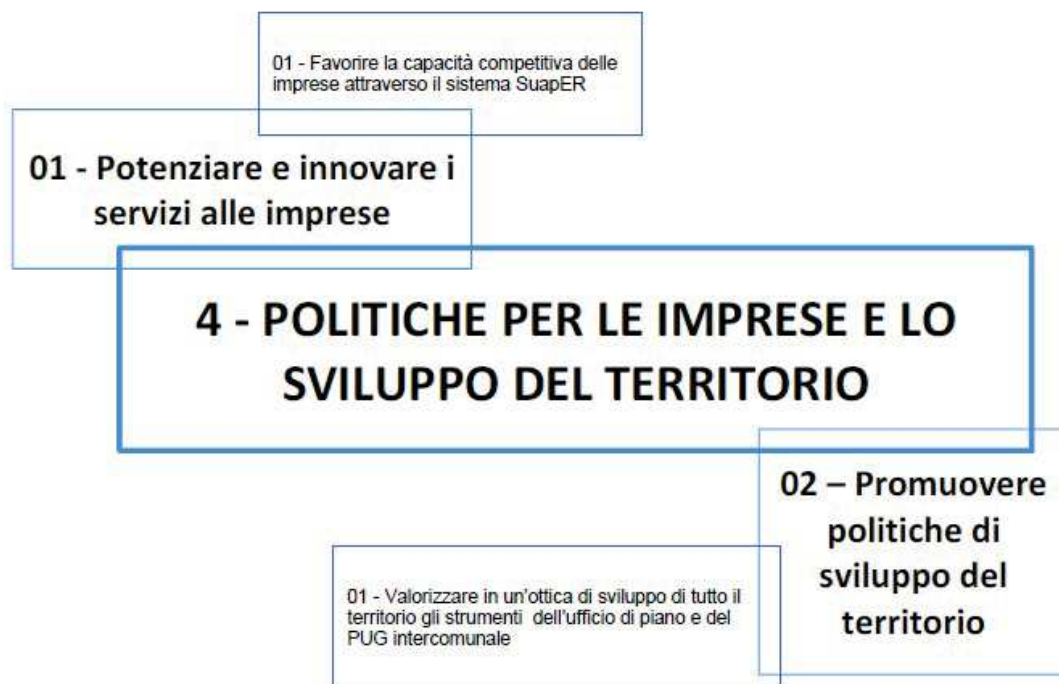 01 - Favorire la capacità competitiva delle
imprese attraverso il sistema SuapER
01 - Potenziare e innovare i
servizi alle imprese
4 - POLITICHE PER LE IMPRESE E LO
SVILUPPO DEL TERRITORIO
02 – Promuovere
politiche di
sviluppo del
territorio
01 - Valorizzare in un'ottica di sviluppo di tutto il
territorio gli strumenti dell'ufficio di piano e del
PUG intercomunale